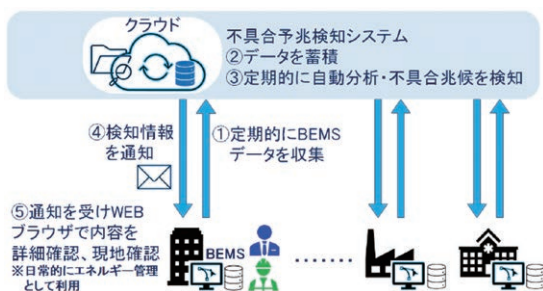 クラウド
不具合予兆検知システム
②データを蓄積
③定期的に自動分析・不具合兆候を検知
④検知情報
を通知
①定期的にBEMS
データを収集
⑤通知を受けWEB
ブラウザで内容を
詳細確認、現地確認
※日常的にエネルギー管理
として利用
BEMS